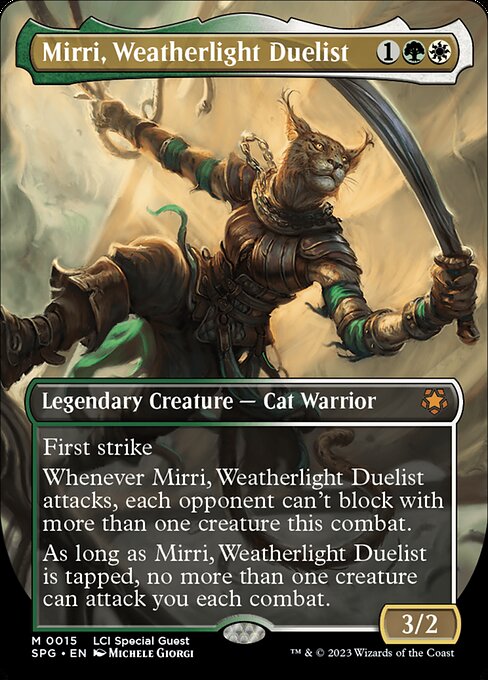 Mirri, Weatherlight Duelist 1
Legendary Creature — Cat Warrior
First strike
Whenever Mirri, Weatherlight Duelist
attacks, each opponent can't block with
more than one creature this combat.
As long as Mirri, Weatherlight Duelist
is tapped, no more than one creature
can attack you each combat.
3/2
M 0015 LCI Special Guest
SPG • EN Michele Giorgi ™ & © 2023 Wizards of the Coast